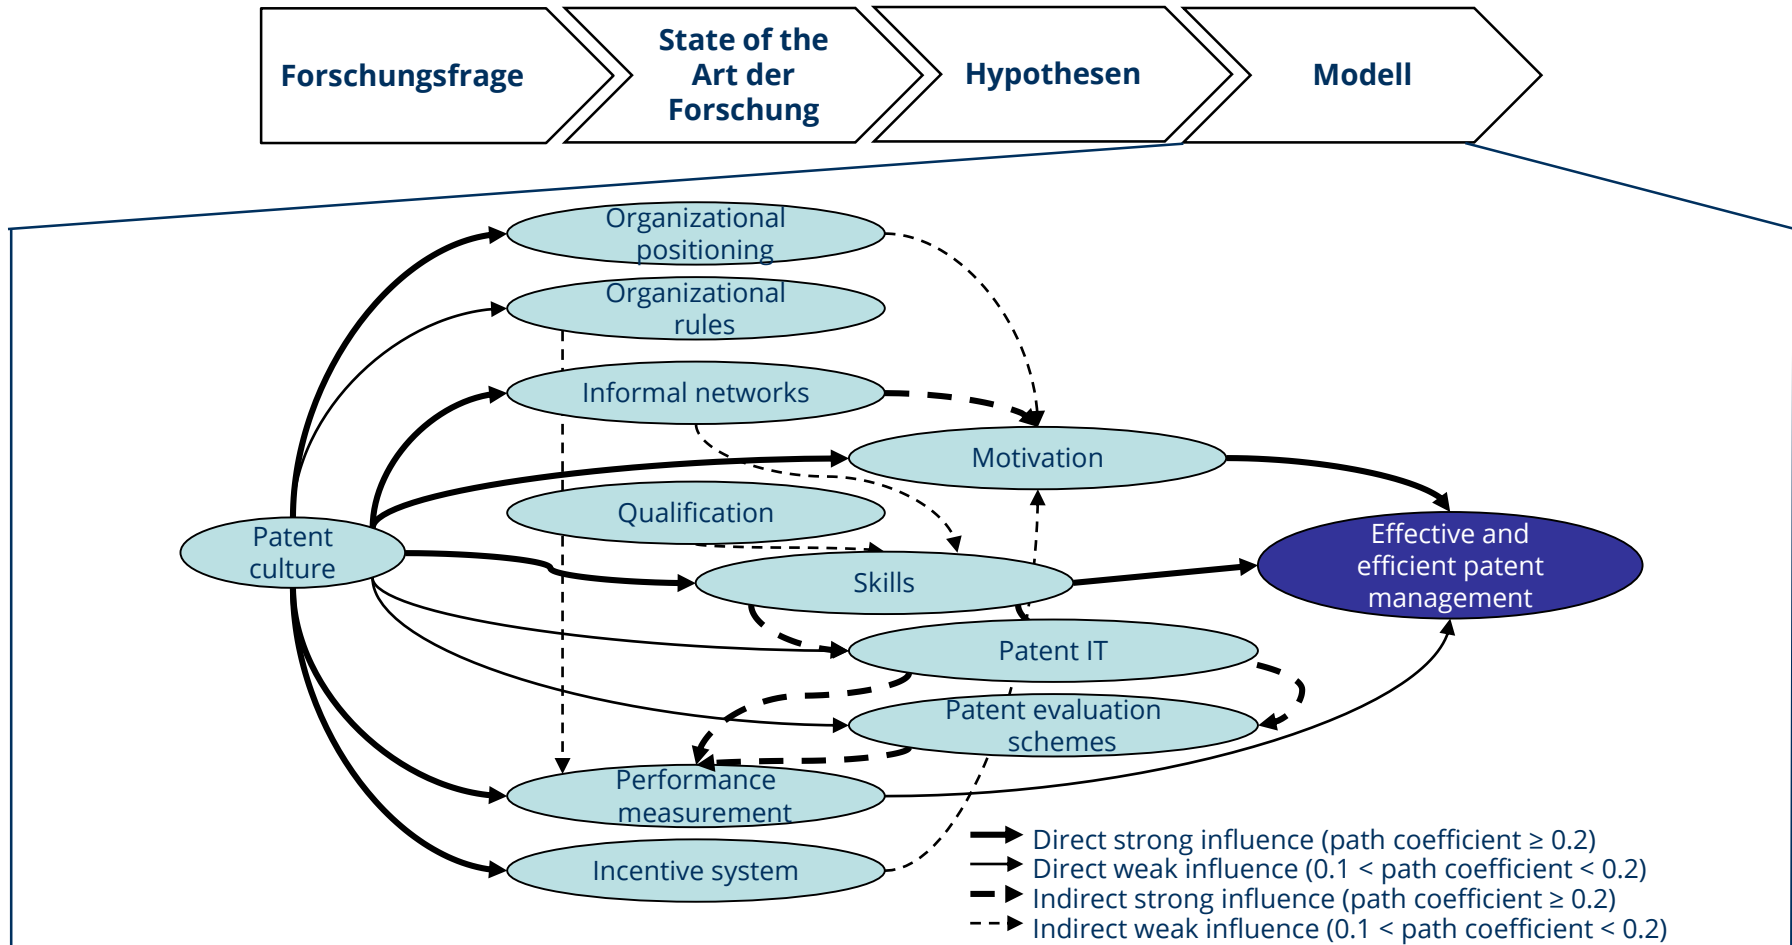 Forschungsfrage
State of the
Art der
Forschung
Hypothesen
Modell
Organizational
positioning
Organizational
rules
Informal networks
Motivation
Qualification
Patent
culture
Effective and
efficient patent
management
Skills
Patent IT
Patent evaluation
schemes
Performance
measurement
Incentive system
Direct strong influence (path coefficient ≥ 0.2)
Direct weak influence (0.1 < path coefficient < 0.2)
Indirect strong influence (path coefficient ≥ 0.2)
Indirect weak influence (0.1 < path coefficient < 0.2)